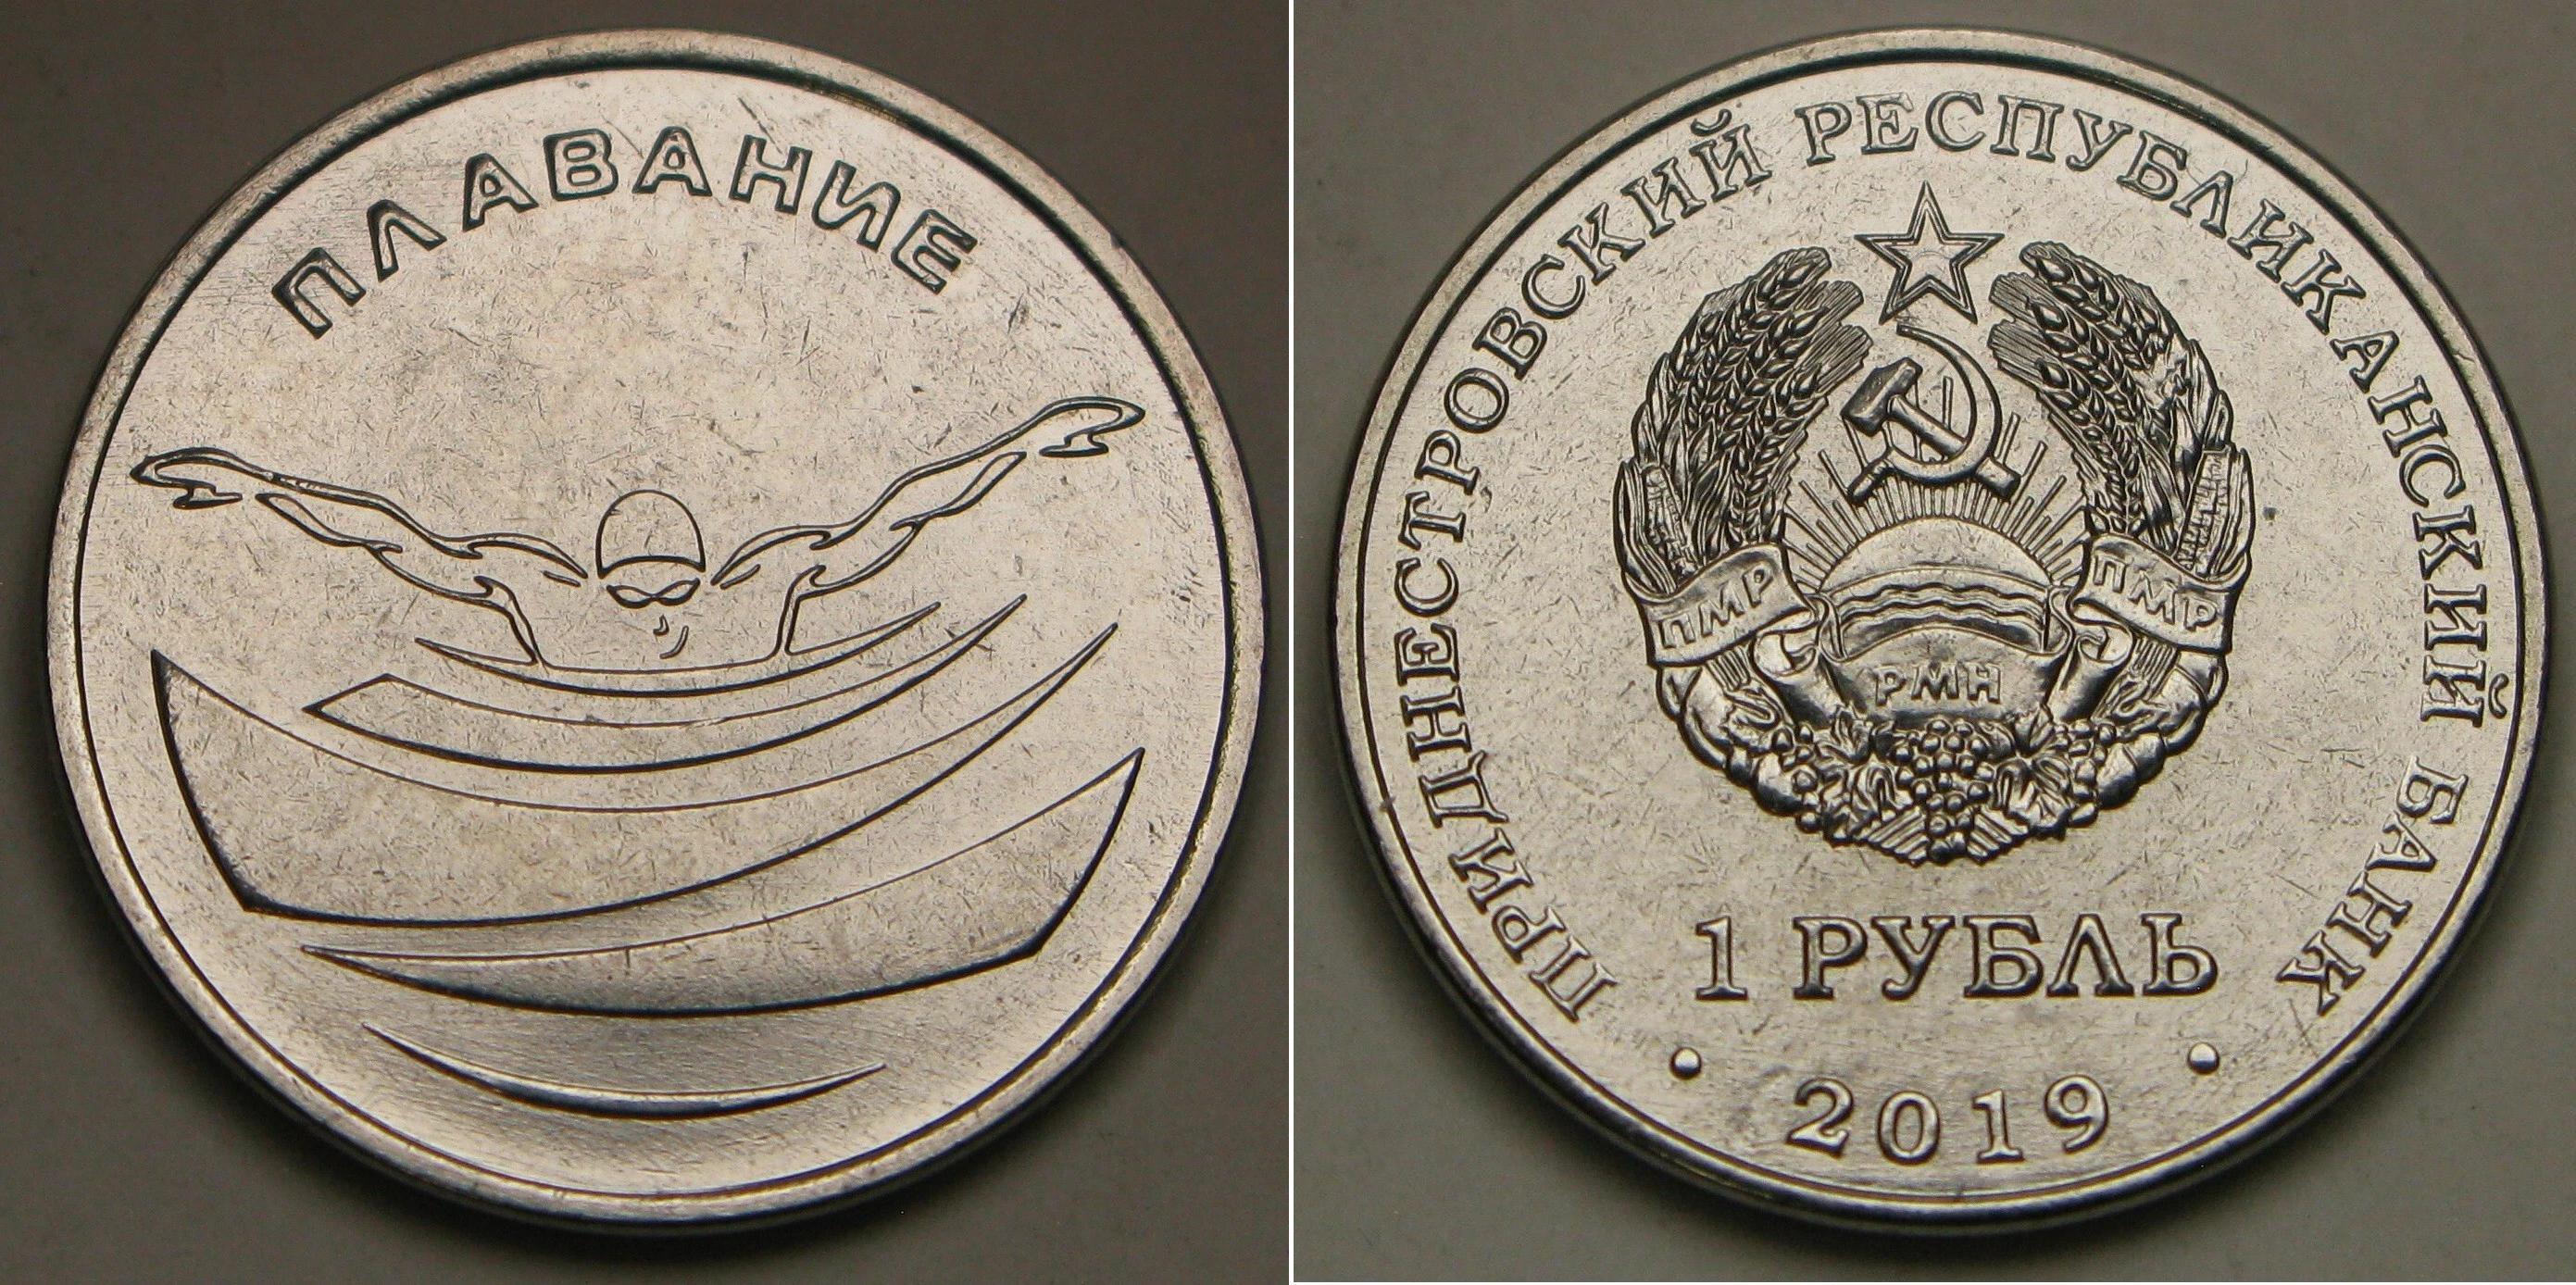 ПЛАВАНИЕ
ПРИДНЕСТРОВСКИЙ РЕСПУБЛИКАНСКИЙ БАНК
ПМР
ПМР
РМН
1 РУБЛЬ
• 2019 •